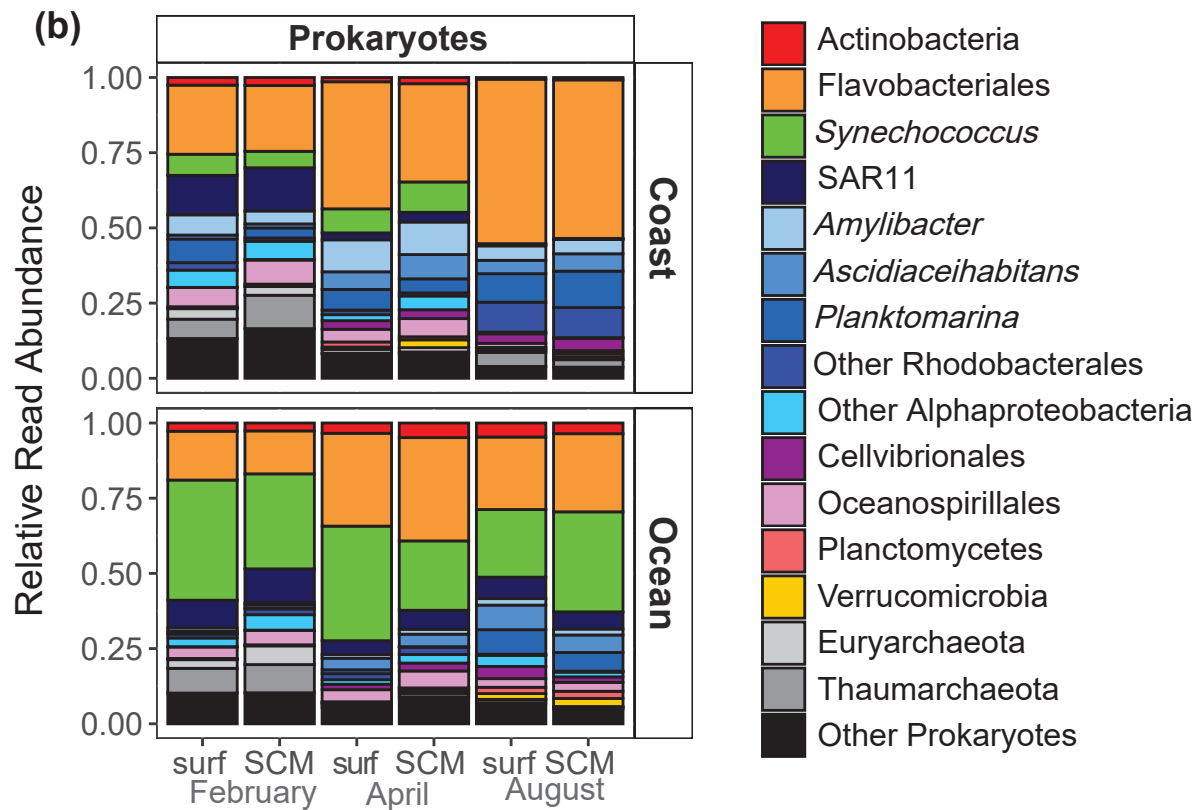 (b)
Prokaryotes
Relative Read Abundance
1.00
0.75
0.50
0.25
0.00
Coast
1.00
0.75
0.50
0.25
0.00
Ocean
surf SCM surf SCM surf SCM
February April August
Actinobacteria
Flavobacteriales
Synechococcus
SAR11
Amylibacter
Ascidiaceihabitans
Planktomarina
Other Rhodobacterales
Other Alphaproteobacteria
Cellvibrionales
Oceanospirillales
Planctomycetes
Verrucomicrobia
Euryarchaeota
Thaumarchaeota
Other Prokaryotes